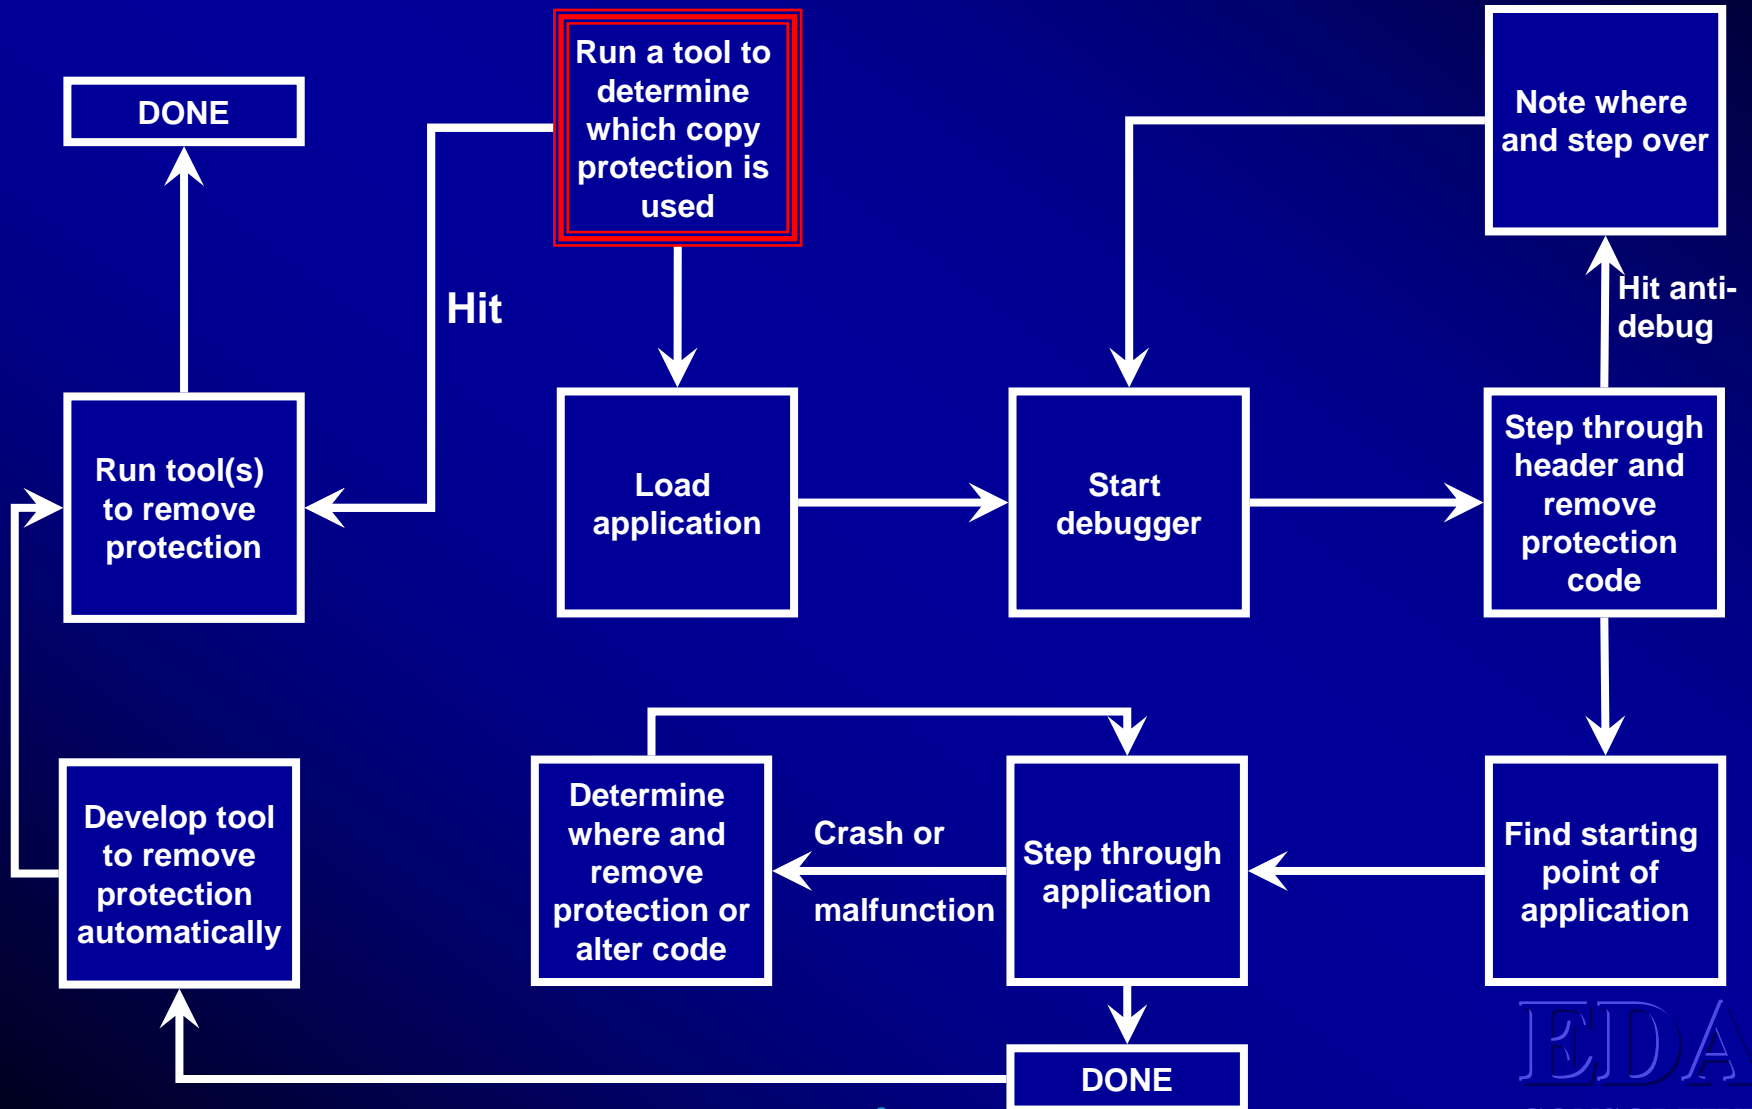 Run a tool to
determine
which copy
protection is
used
DONE
Note where
and step over
Hit
Hit anti-
debug
Run tool(s)
to remove
protection
Load
application
Start
debugger
Step through
header and
remove
protection
code
Develop tool
to remove
protection
automatically
Determine
where and
remove
protection or
alter code
Crash or
malfunction
Step through
application
Find starting
point of
application
DONE
EDA